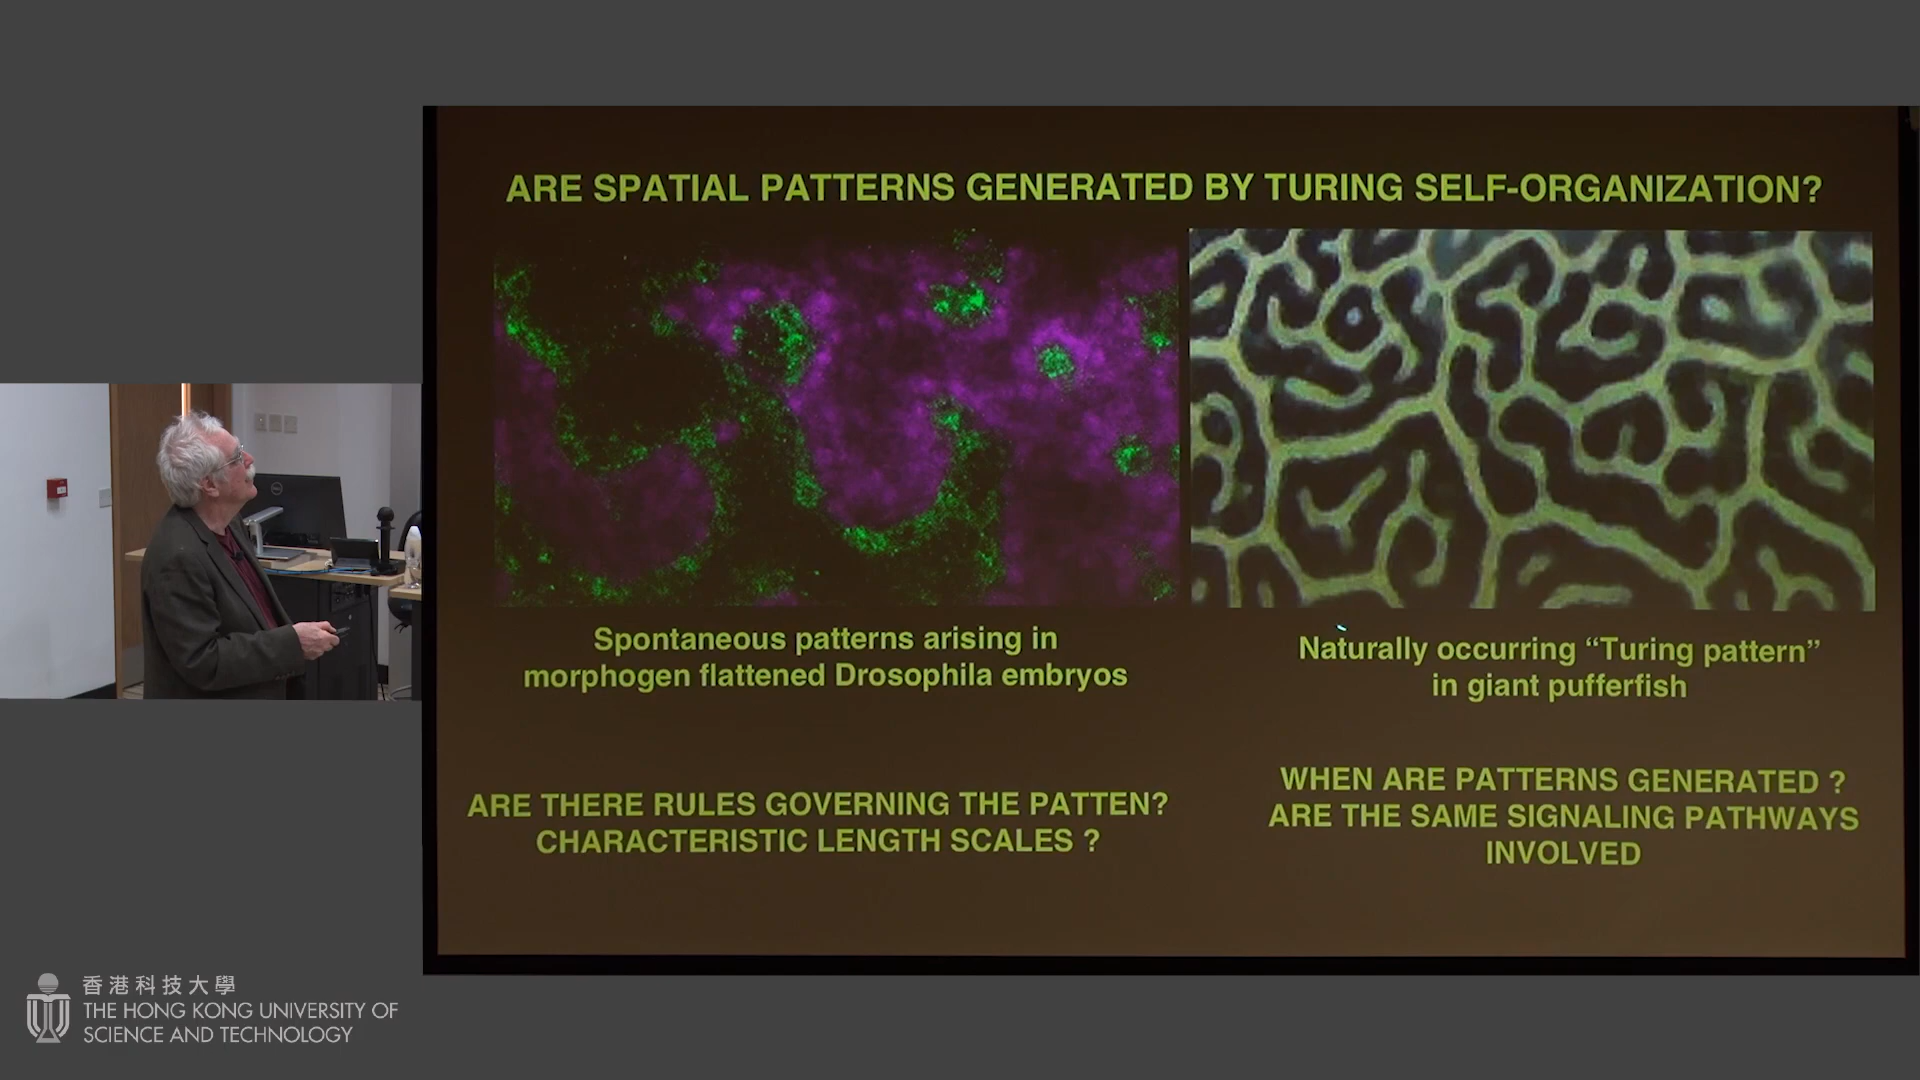 ARE SPATIAL PATTERNS GENERATED BY TURING SELF-ORGANIZATION?
Spontaneous patterns arising in
morphogen flattened Drosophila embryos
Naturally occurring “Turing pattern”
in giant pufferfish
ARE THERE RULES GOVERNING THE PATTEN?
CHARACTERISTIC LENGTH SCALES ?
WHEN ARE PATTERNS GENERATED ?
ARE THE SAME SIGNALING PATHWAYS
INVOLVED
香港科技大學
THE HONG KONG UNIVERSITY OF
SCIENCE AND TECHNOLOGY